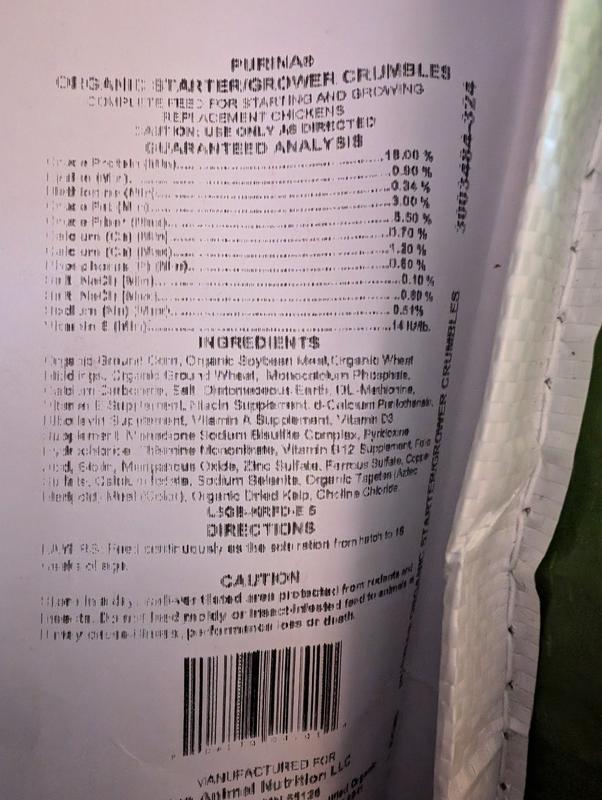 PURINA®
ORGANIC STARTER/GROWER CRUMBLES
COMPLETE FEED FOR STARTING AND GROWING
REPLACEMENT CHICKENS
CAUTION: USE ONLY AS DIRECTED
GUARANTEED ANALYSIS
Crude Protein (Min)..........18.00 %
Lysine (Min)..........0.90 %
Methionine (Min)..........0.34 %
Crude Fat (Min)..........3.00 %
Crude Fiber (Max)..........5.50 %
Calcium (Ca) (Min)..........0.70 %
Calcium (Ca) (Max)..........1.20 %
Phosphorus (P) (Min)..........0.60 %
Salt NaCl (Min)..........0.10 %
Salt NaCl (Max)..........0.60 %
Sodium (Na) (Max)..........0.51%
Vitamin E (Min)..........14 IU/lb.
INGREDIENTS
Organic Ground Corn, Organic Soybean Meal, Organic Wheat
Middlings, Organic Ground Wheat, Monocalcium Phosphate,
Calcium Carbonate, Salt, Diatomaceous Earth, DL-Methionine,
Vitamin E Supplement, Niacin Supplement, d-Calcium Pantothenate,
Riboflavin Supplement, Vitamin A Supplement, Vitamin D3
Supplement, Menadione Sodium Bisulfite Complex, Pyridoxine
Hydrochloride, Thiamine Mononitrate, Vitamin B12 Supplement, Folic
Acid, Biotin, Manganous Oxide, Zinc Sulfate, Ferrous Sulfate, Copper
Sulfate, Calcium Iodate, Sodium Selenite, Organic Tagetes (Aztec
Marigold) Meal (Color), Organic Dried Kelp, Choline Chloride.
DIRECTIONS
Feed continuously as the sole ration from hatch to 16
weeks of age.
CAUTION
Store in a dry, well-ventilated area protected from rodents and
insects. Do not feed moldy or insect-infested feed to animals as
it may cause illness, performance loss or death.
MANUFACTURED FOR
Animal Nutrition LLC
3003484-324
ORGANIC STARTER/GROWER CRUMBLES